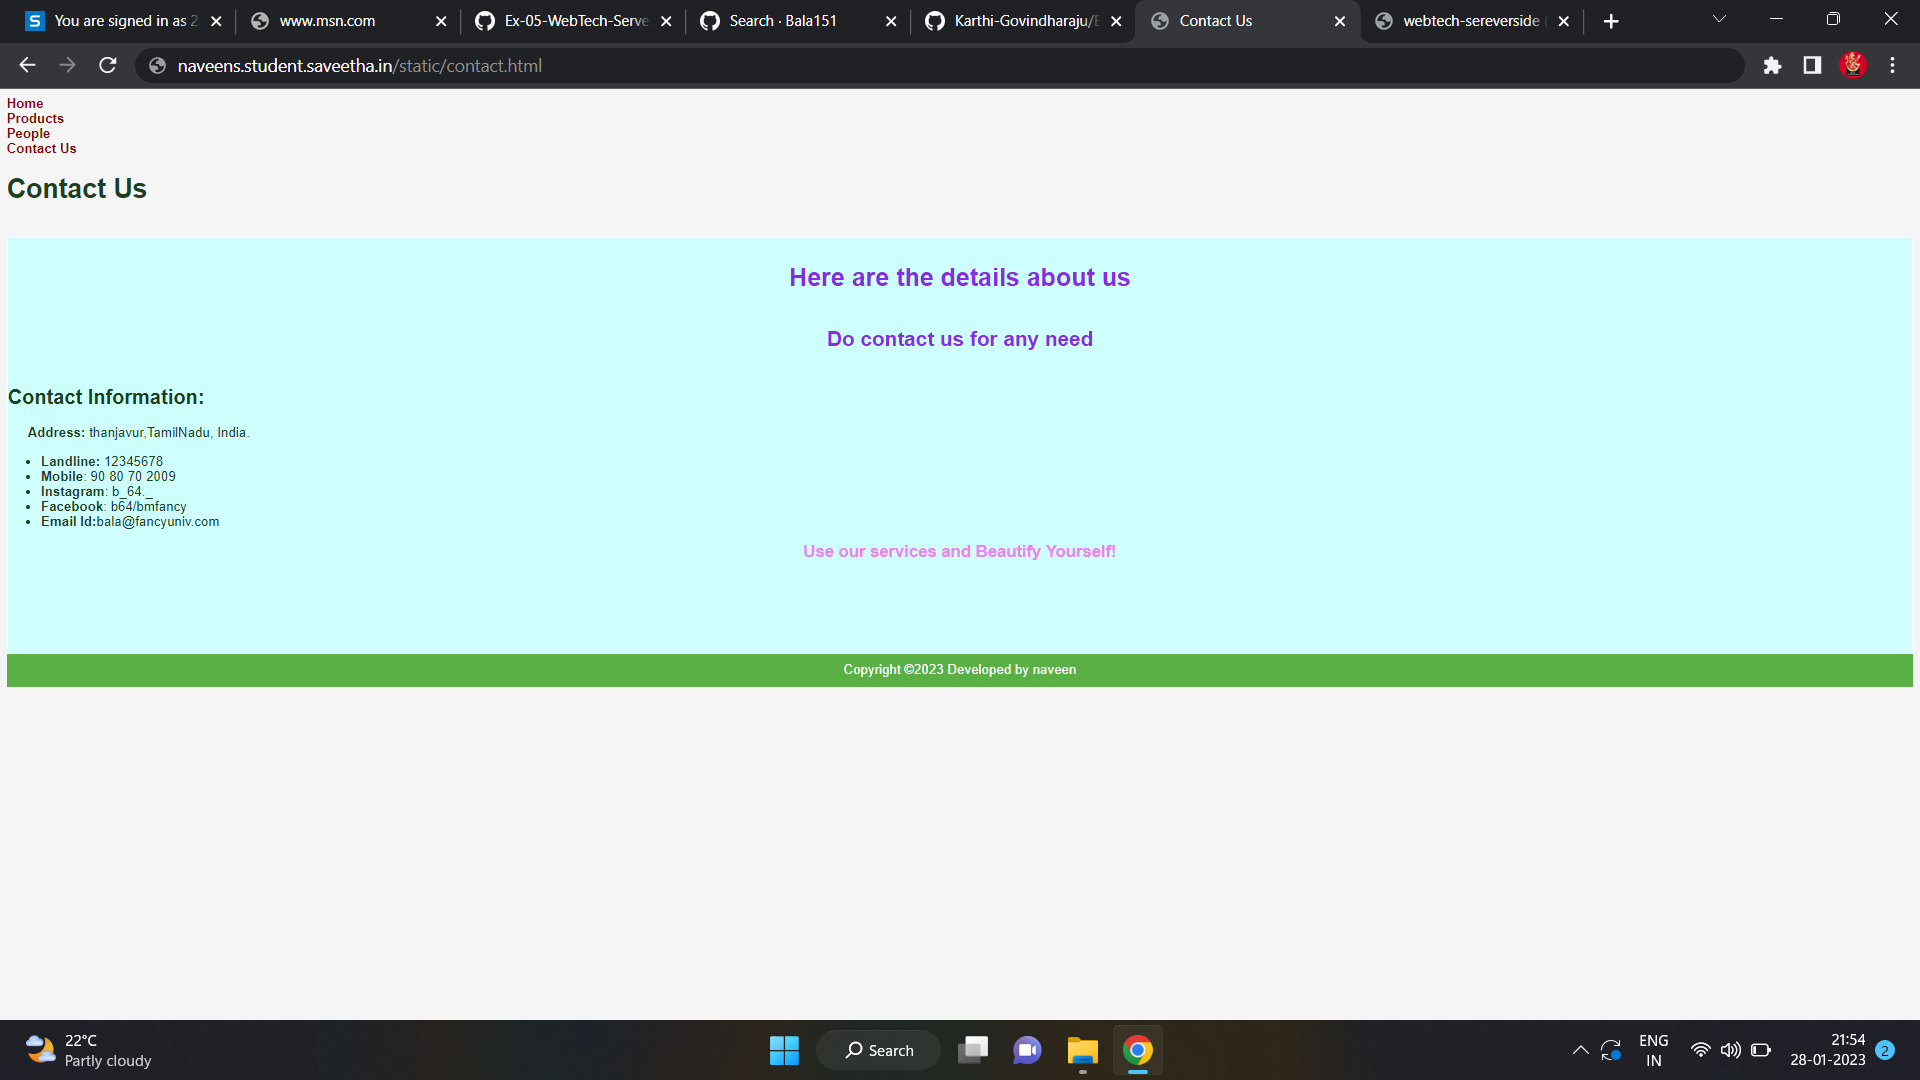 You are signed in as 2
www.msn.com
Ex-05-WebTech-Serve
Search · Bala151
Karthi-Govindharaju/E
Contact Us
webtech-sereverside (
naveens.student.saveetha.in/static/contact.html
Home
Products
People
Contact Us
Contact Us
Here are the details about us
Do contact us for any need
Contact Information:
Address: thanjavur,TamilNadu, India.
Landline: 12345678
Mobile: 90 80 70 2009
Instagram: b_64._
Facebook: b64/bmfancy
Email Id:bala@fancyuniv.com
Use our services and Beautify Yourself!
Copyright ©2023 Developed by naveen
22°C
Partly cloudy
Search
ENG
IN
21:54
28-01-2023
2